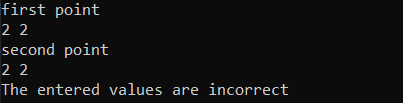 first point
2 2
second point
2 2
The entered values are incorrect